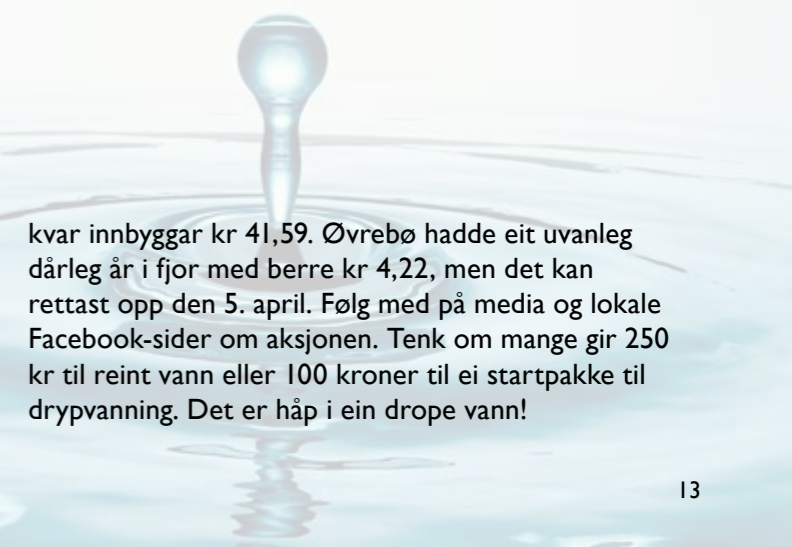 kvar innbyggar kr 41,59. Øvrebø hadde eit uvanleg
dårleg år i fjor med berre kr 4,22, men det kan
rettast opp den 5. april. Følg med på media og lokale
Facebook-sider om aksjonen. Tenk om mange gir 250
kr til reint vann eller 100 kroner til ei startpakke til
drypvanning. Det er håp i ein drope vann!
13